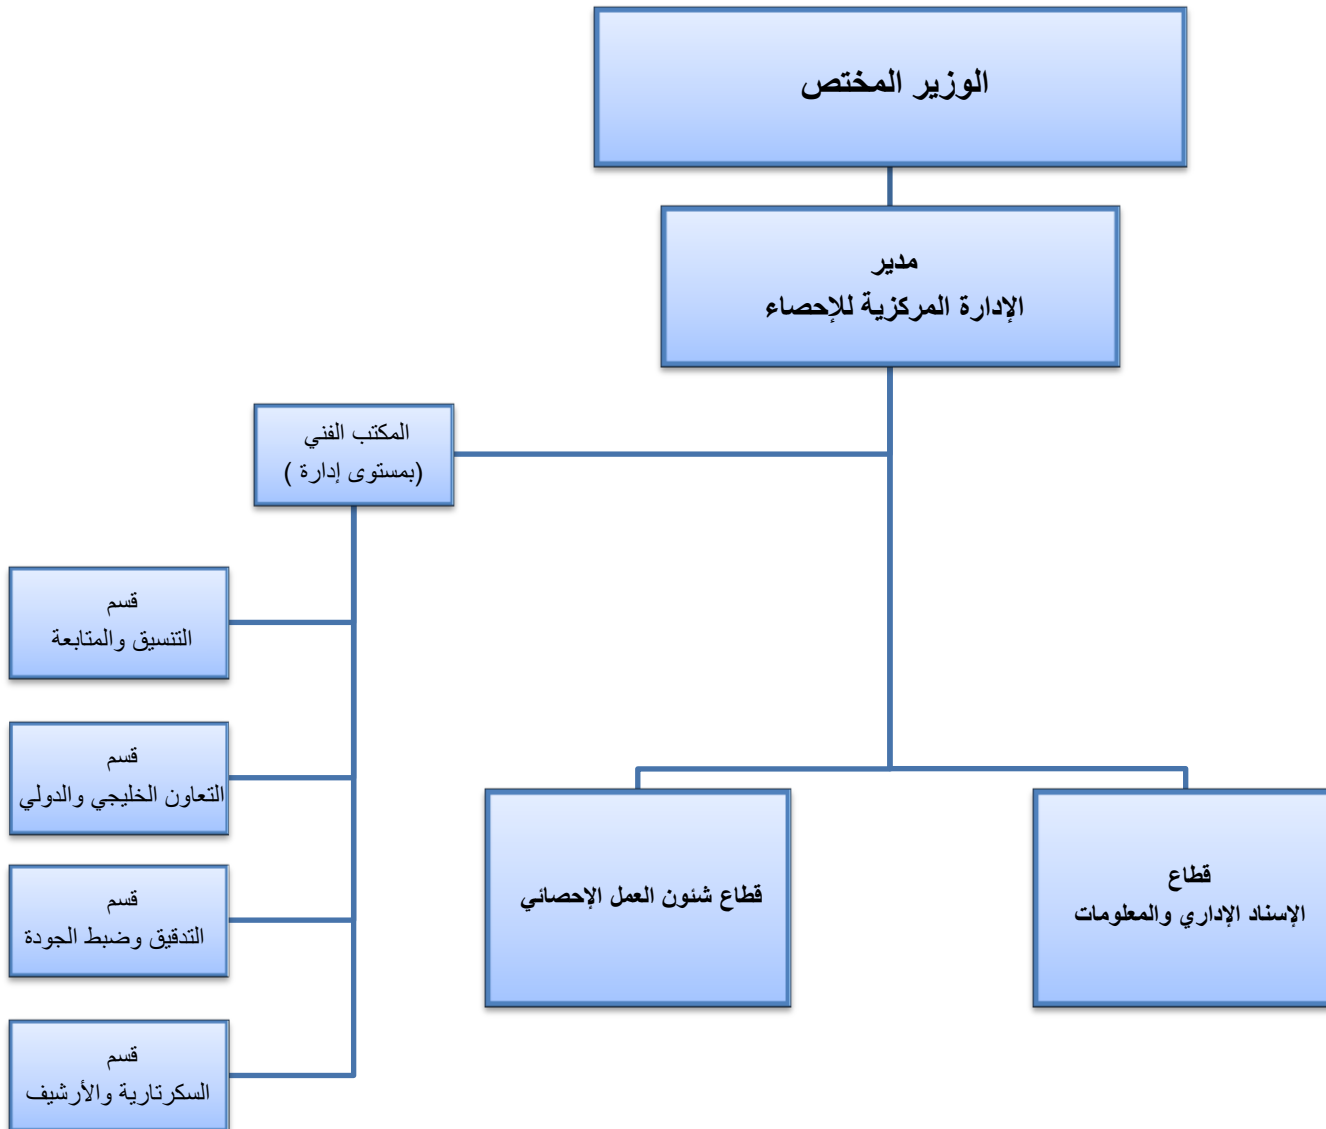 الوزير المختص
مدير
الإدارة المركزية للإحصاء
المكتب الفني
(بمستوى إدارة )
قسم
التنسيق والمتابعة
قسم
التعاون الخليجي والدولي
قسم
التدقيق وضبط الجودة
قسم
السكرتارية والأرشيف
قطاع
الإسناد الإداري والمعلومات
قطاع شئون العمل الإحصائي